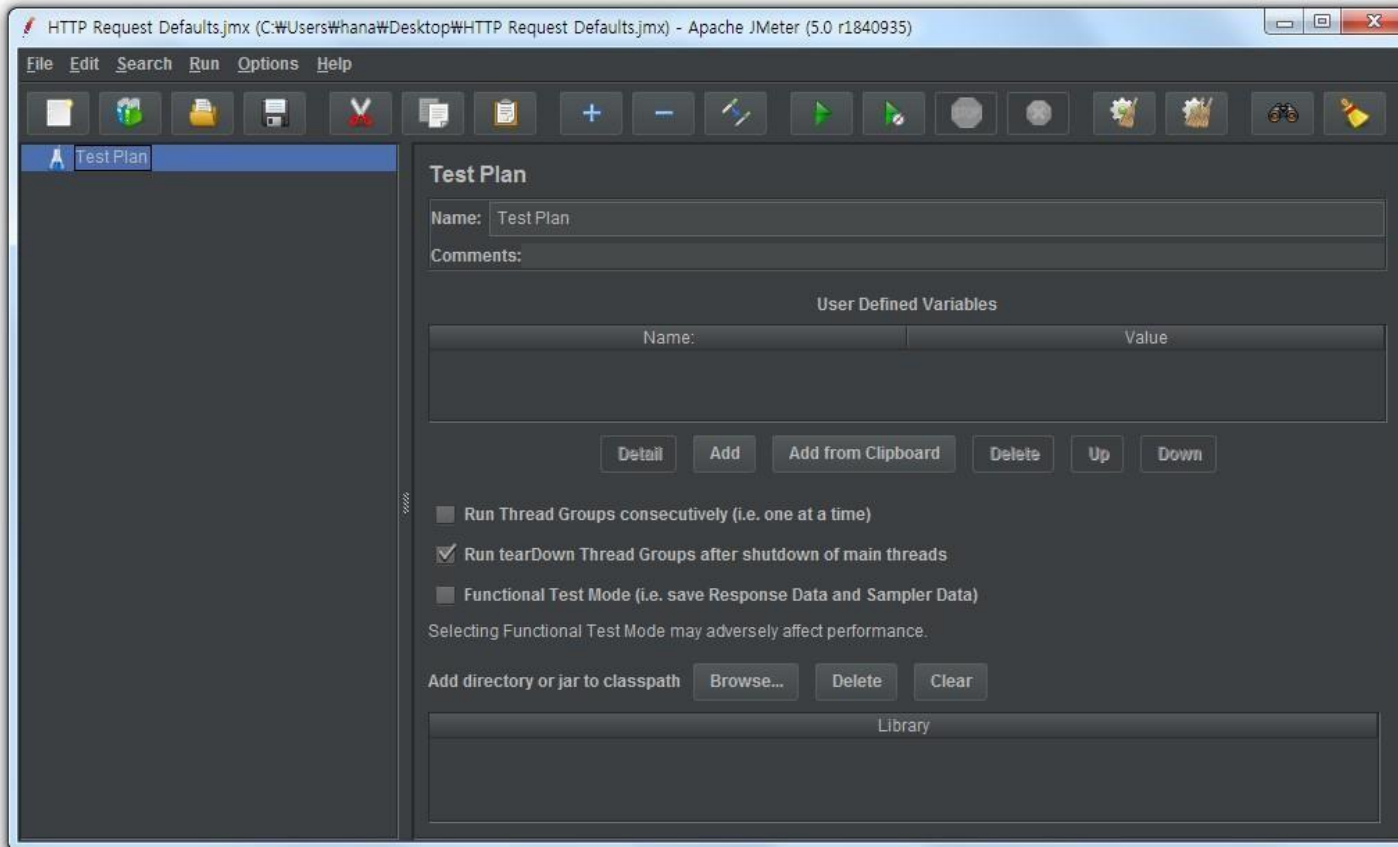 HTTP Request Defaults.jmx (C:₩Users₩hana₩Desktop₩HTTP Request Defaults.jmx) - Apache JMeter (5.0 r1840935)
File Edit Search Run Options Help
Test Plan
Test Plan
Name: Test Plan
Comments:
User Defined Variables
Name: Value
Detail Add Add from Clipboard Delete Up Down
Run Thread Groups consecutively (i.e. one at a time)
Run tearDown Thread Groups after shutdown of main threads
Functional Test Mode (i.e. save Response Data and Sampler Data)
Selecting Functional Test Mode may adversely affect performance.
Add directory or jar to classpath Browse... Delete Clear
Library